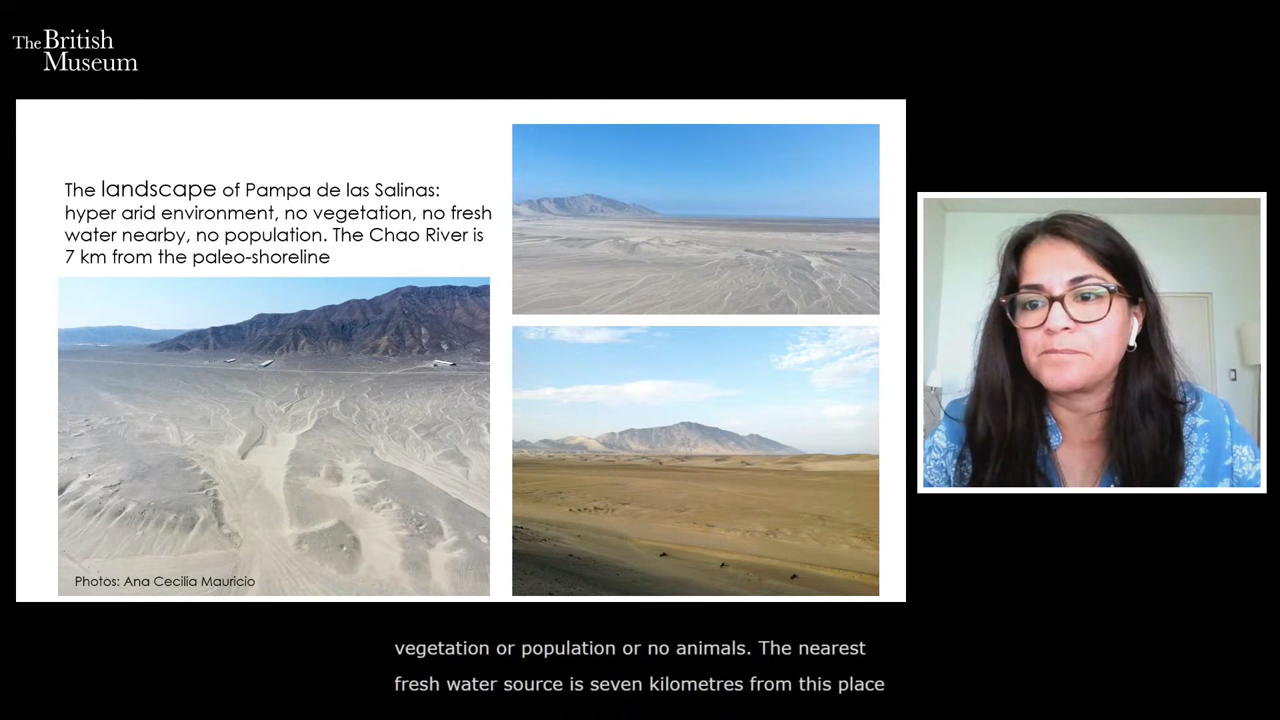 The British
Museum
The landscape of Pampa de las Salinas:
hyper arid environment, no vegetation, no fresh
water nearby, no population. The Chao River is
7 km from the paleo-shoreline
Photos: Ana Cecilia Mauricio
vegetation or population or no animals. The nearest
fresh water source is seven kilometres from this place